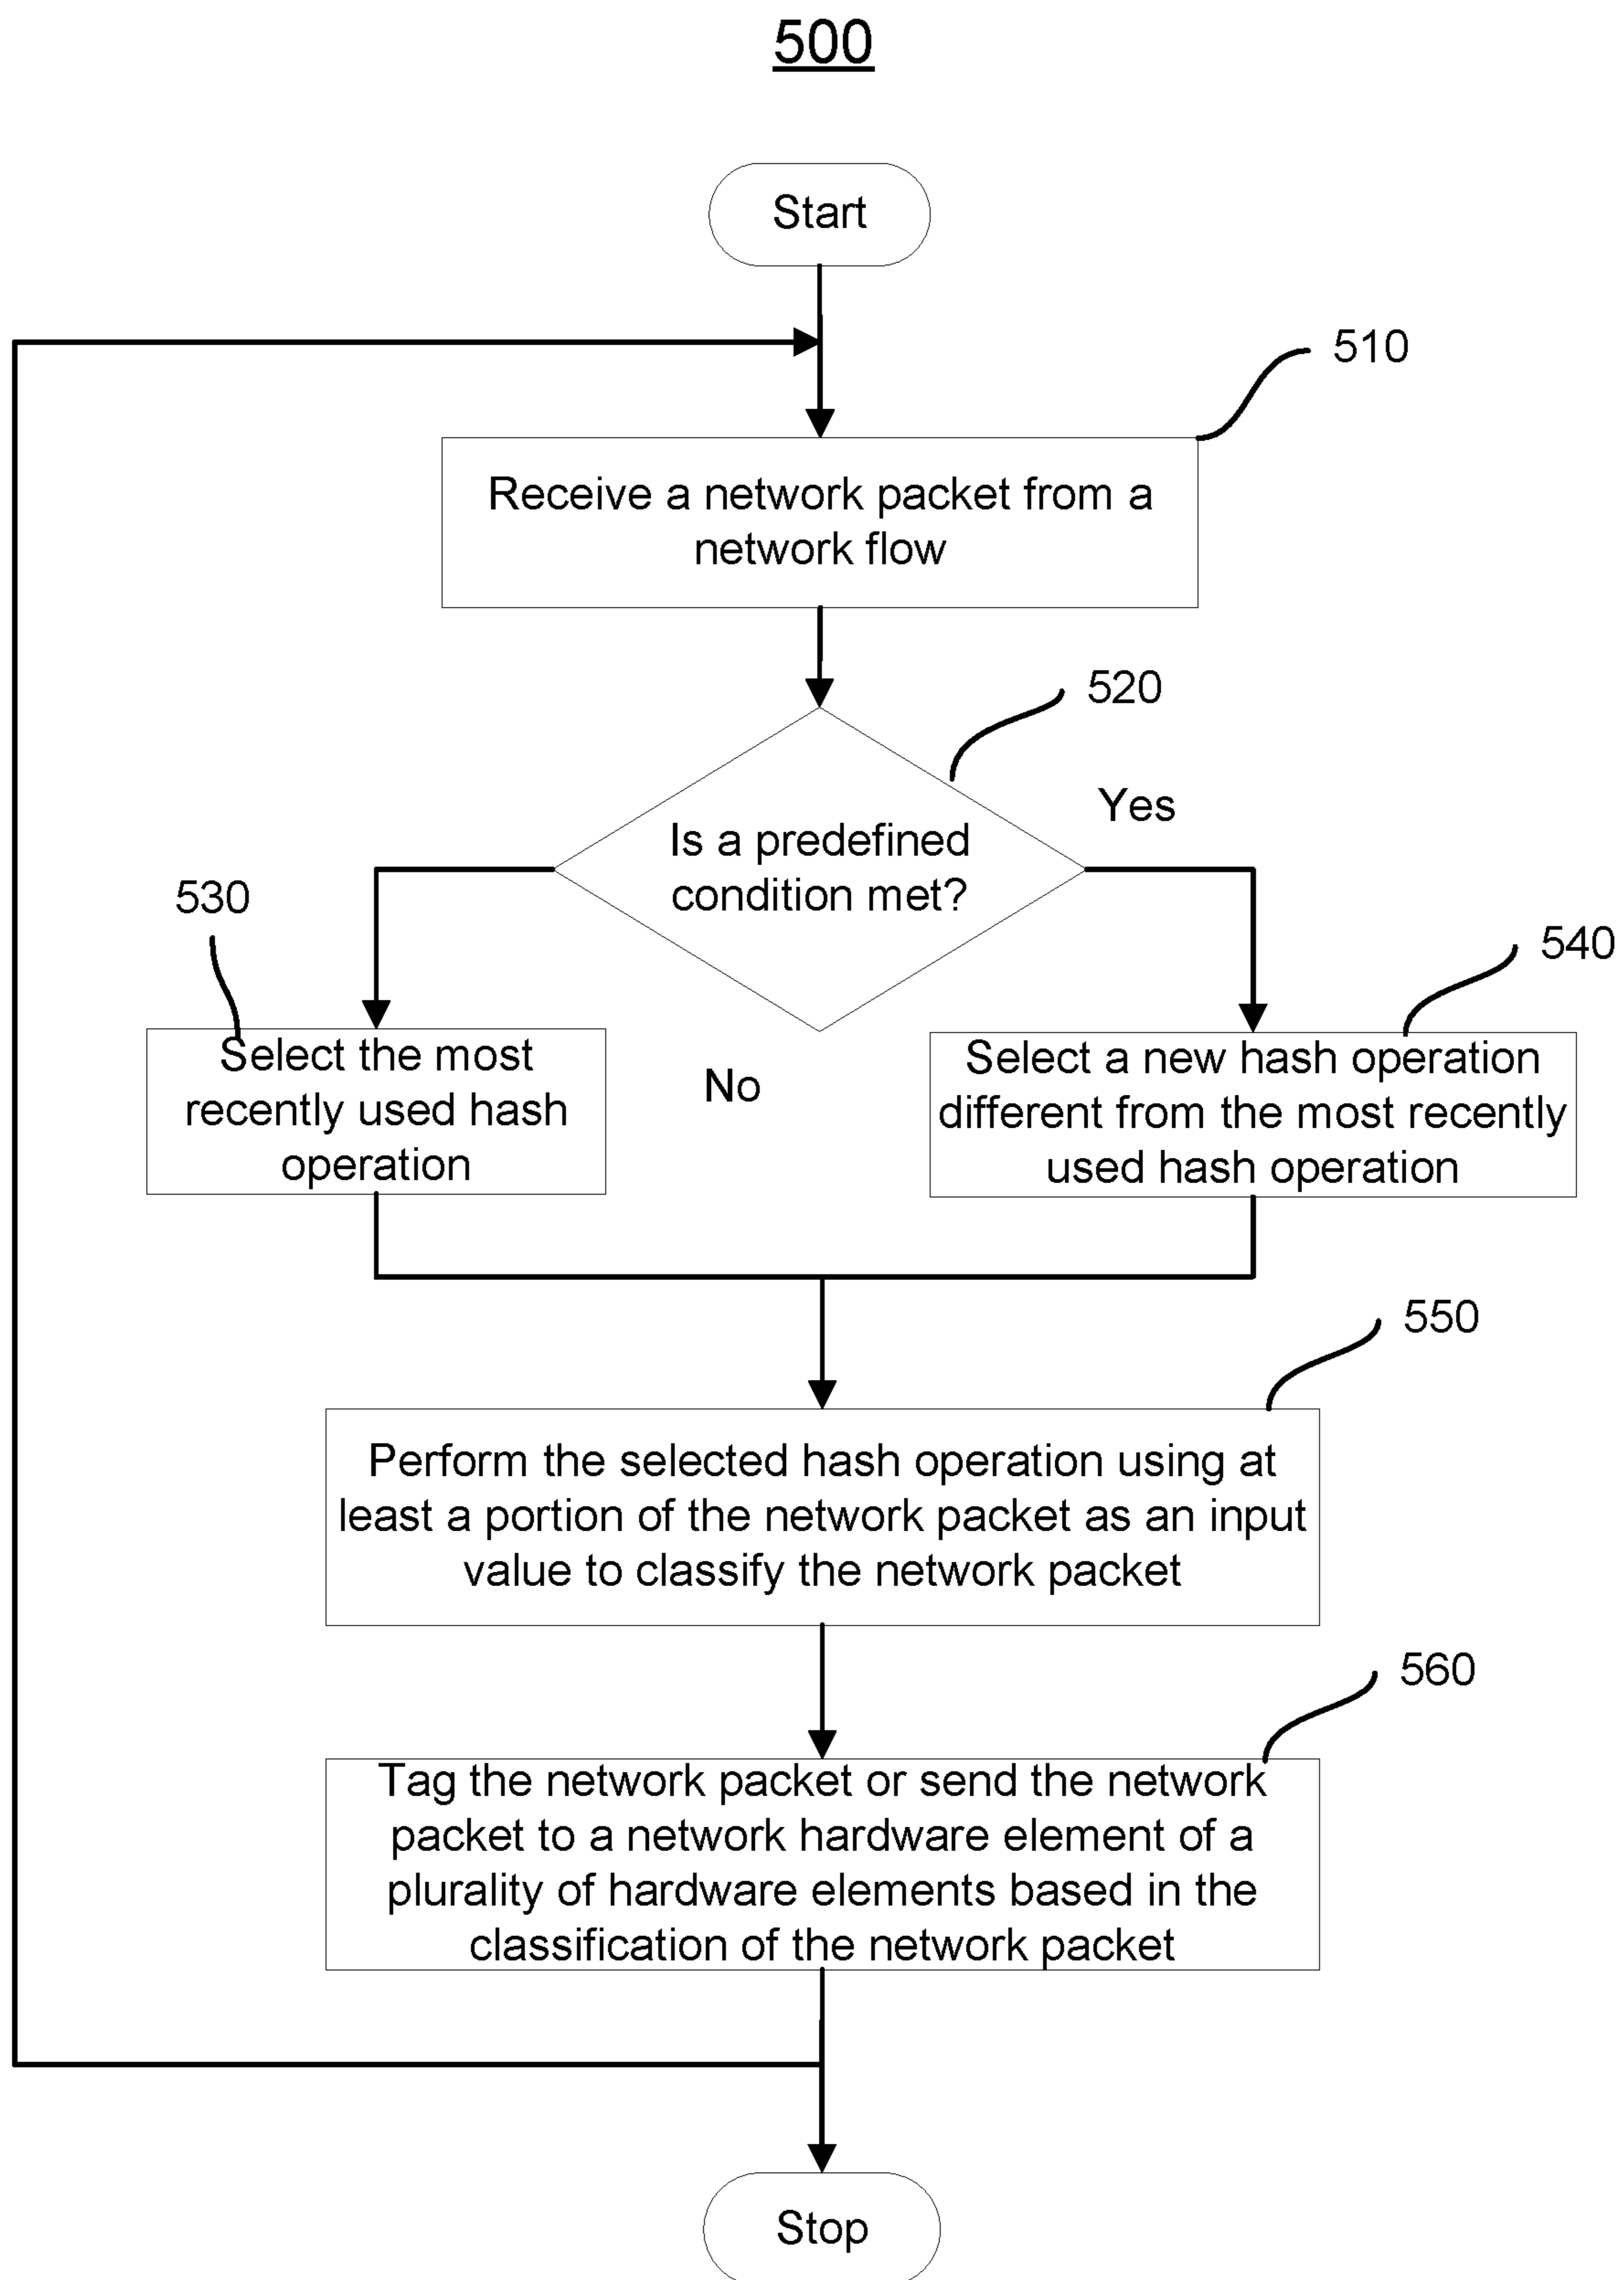 500
Start
510
Receive a network packet from a
network flow
520
Yes
Is a predefined
condition met?
530
540
Select the most
recently used hash
operation
No
Select a new hash operation
different from the most recently
used hash operation
550
Perform the selected hash operation using at
least a portion of the network packet as an input
value to classify the network packet
560
Tag the network packet or send the network
packet to a network hardware element of a
plurality of hardware elements based in the
classification of the network packet
Stop